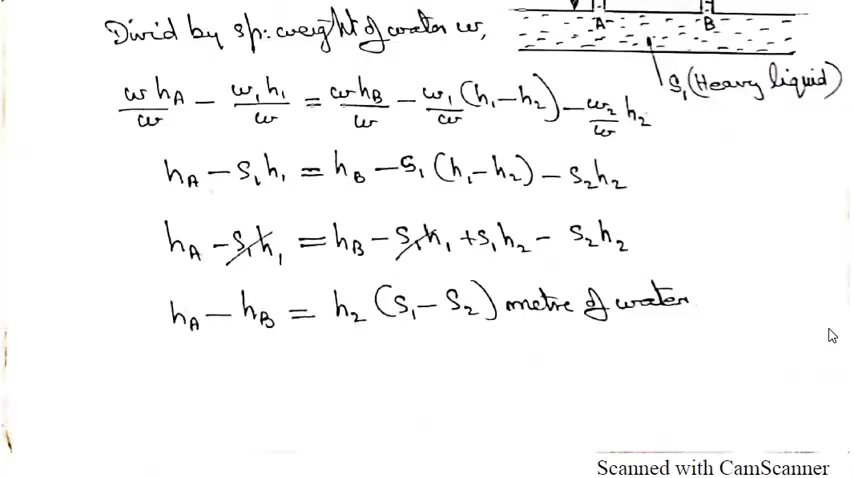 A B
Divid by sp: weight of water w,
S₁ (Heavy liquid)
w hA/w - w₁ h₁/w = w hB/w - w₁/w (h₁ - h₂) - w₂/w h₂
hA - S₁h₁ = hB - S₁ (h₁ - h₂) - S₂h₂
hA - S₁h₁ = hB - S₁h₁ + S₁h₂ - S₂h₂
hA - hB = h₂ (S₁ - S₂) metre of water
Scanned with CamScanner